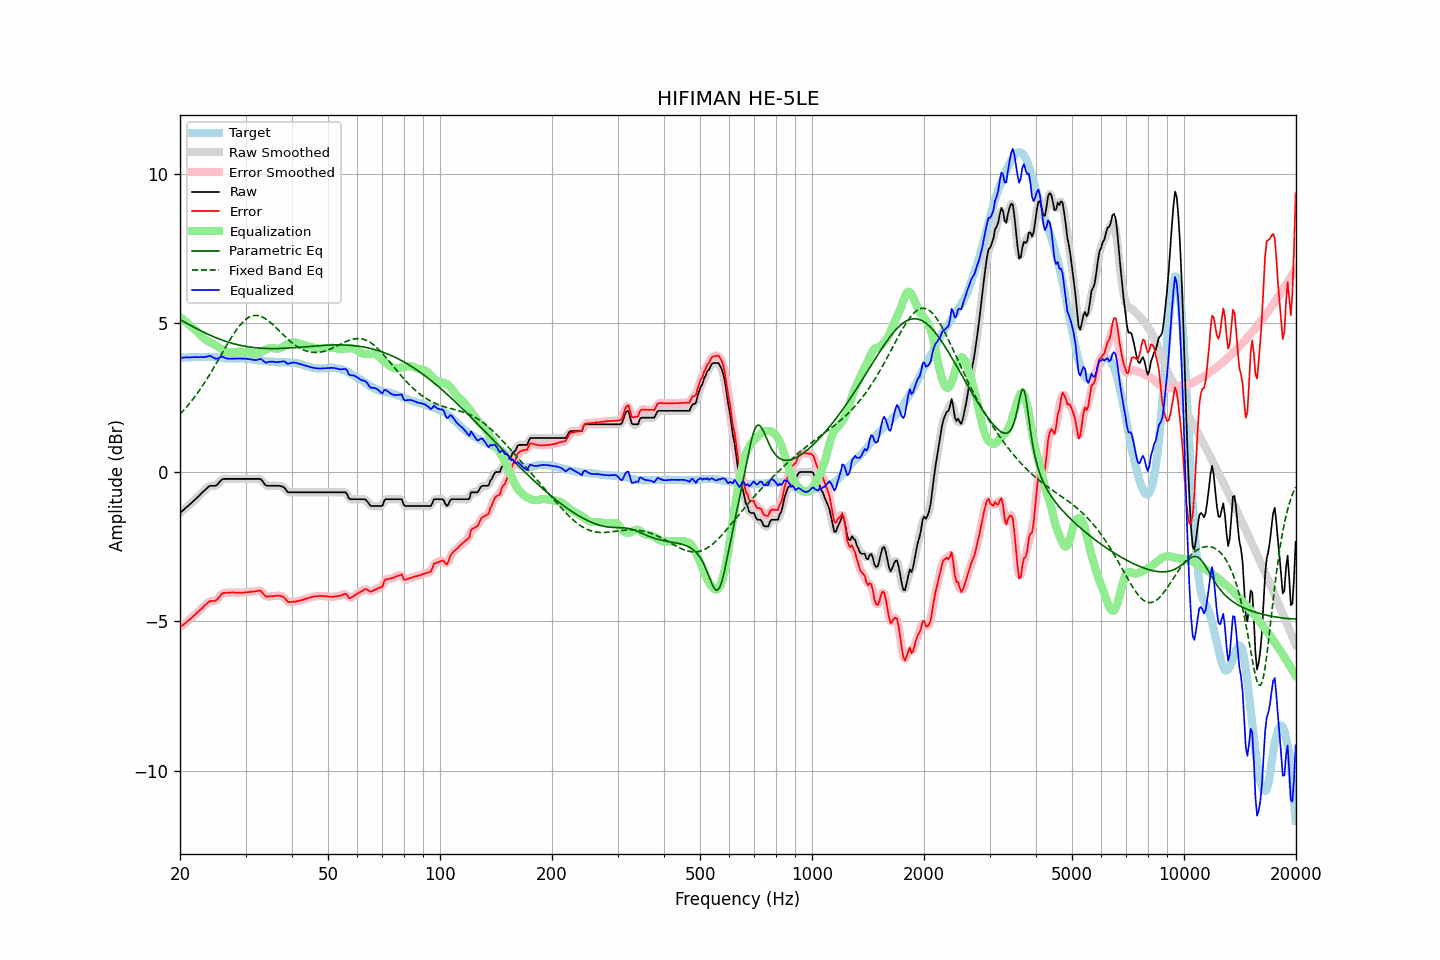 HIFIMAN HE-5LE
Target
Raw Smoothed
Error Smoothed
Raw
Error
Equalization
Parametric Eq
Fixed Band Eq
Equalized
10
5
0
−5
−10
Amplitude (dBr)
20
50
100
200
500
1000
2000
5000
10000
20000
Frequency (Hz)